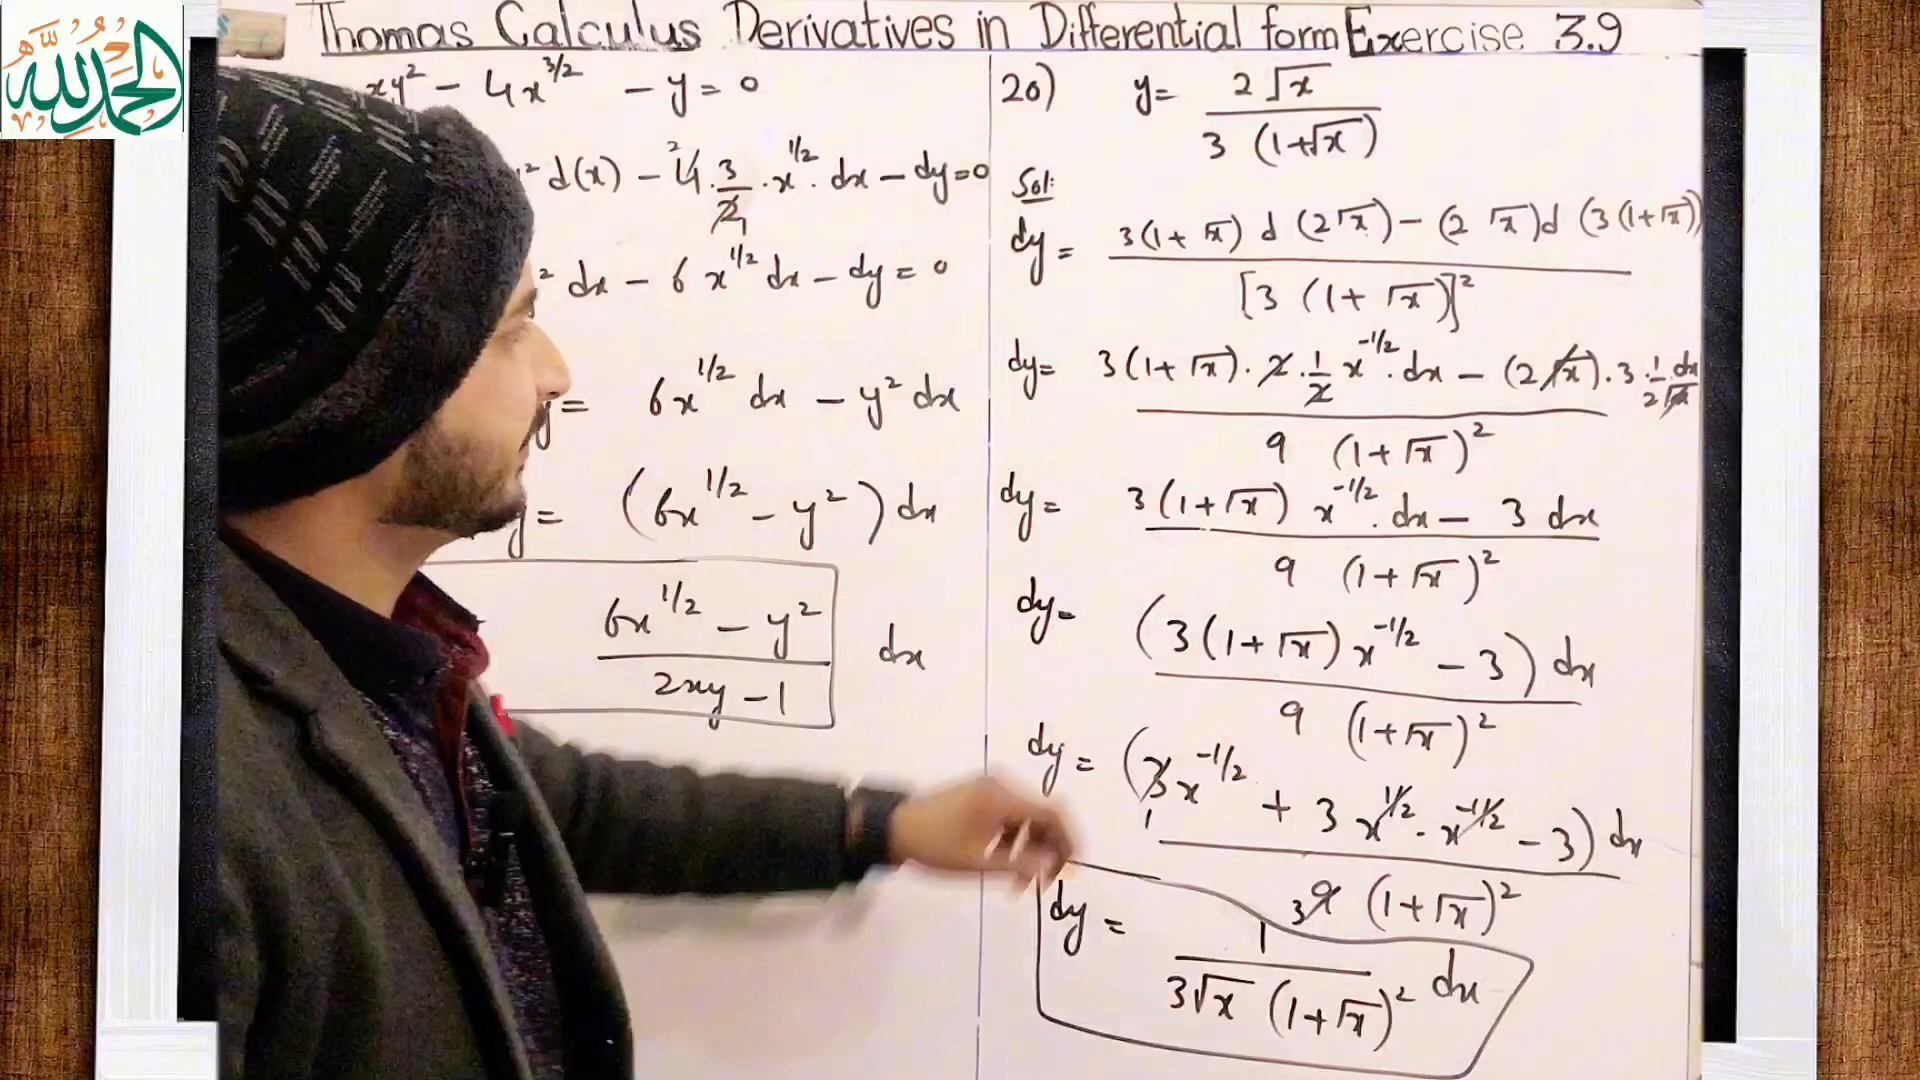 الحمد لله
Thomas Calculus Derivatives in Differential form Exercise 3.9
xy² - 4x^3/2 - y = 0
² d(x) - 4 · 3/2 · x^1/2 · dx - dy = 0
² dx - 6 x^1/2 dx - dy = 0
y = 6x^1/2 dx - y² dx
y = (6x^1/2 - y²) dx
(6x^1/2 - y²) / (2xy - 1) dx
20) y = 2√x / 3 (1+√x)
Sol:
dy = 3(1+√x) d (2√x) - (2√x) d (3(1+√x)) / [3 (1+√x)]²
dy = 3(1+√x) · 2 · 1/2 x^-1/2 · dx - (2√x) · 3 · 1/2√x · dx / 9 (1+√x)²
dy = 3(1+√x) x^-1/2 · dx - 3 dx / 9 (1+√x)²
dy = (3(1+√x) x^-1/2 - 3) dx / 9 (1+√x)²
dy = (3x^-1/2 + 3 x^1/2 · x^-1/2 - 3) dx / 9 (1+√x)²
dy = 1 / 3√x (1+√x)² dx